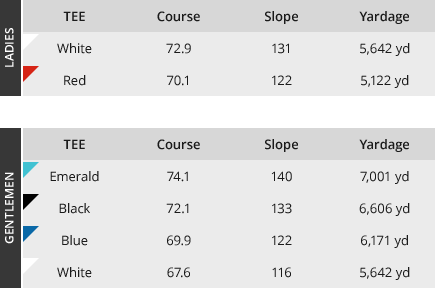 LADIES
TEE Course Slope Yardage
White 72.9 131 5,642 yd
Red 70.1 122 5,122 yd
GENTLEMEN
TEE Course Slope Yardage
Emerald 74.1 140 7,001 yd
Black 72.1 133 6,606 yd
Blue 69.9 122 6,171 yd
White 67.6 116 5,642 yd